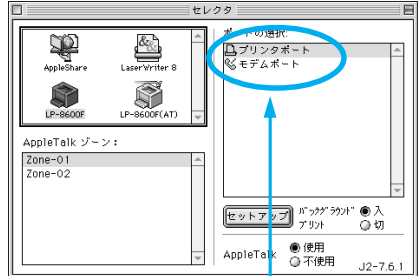 セレクタ
ポートの選択:
AppleShare
LaserWriter 8
LP-8600F
LP-8600F(AT)
プリンタポート
モデムポート
AppleTalk ゾーン：
Zone-01
Zone-02
セットアップ
バックグラウンド
プリント
入
切
AppleTalk
使用
不使用
J2-7.6.1